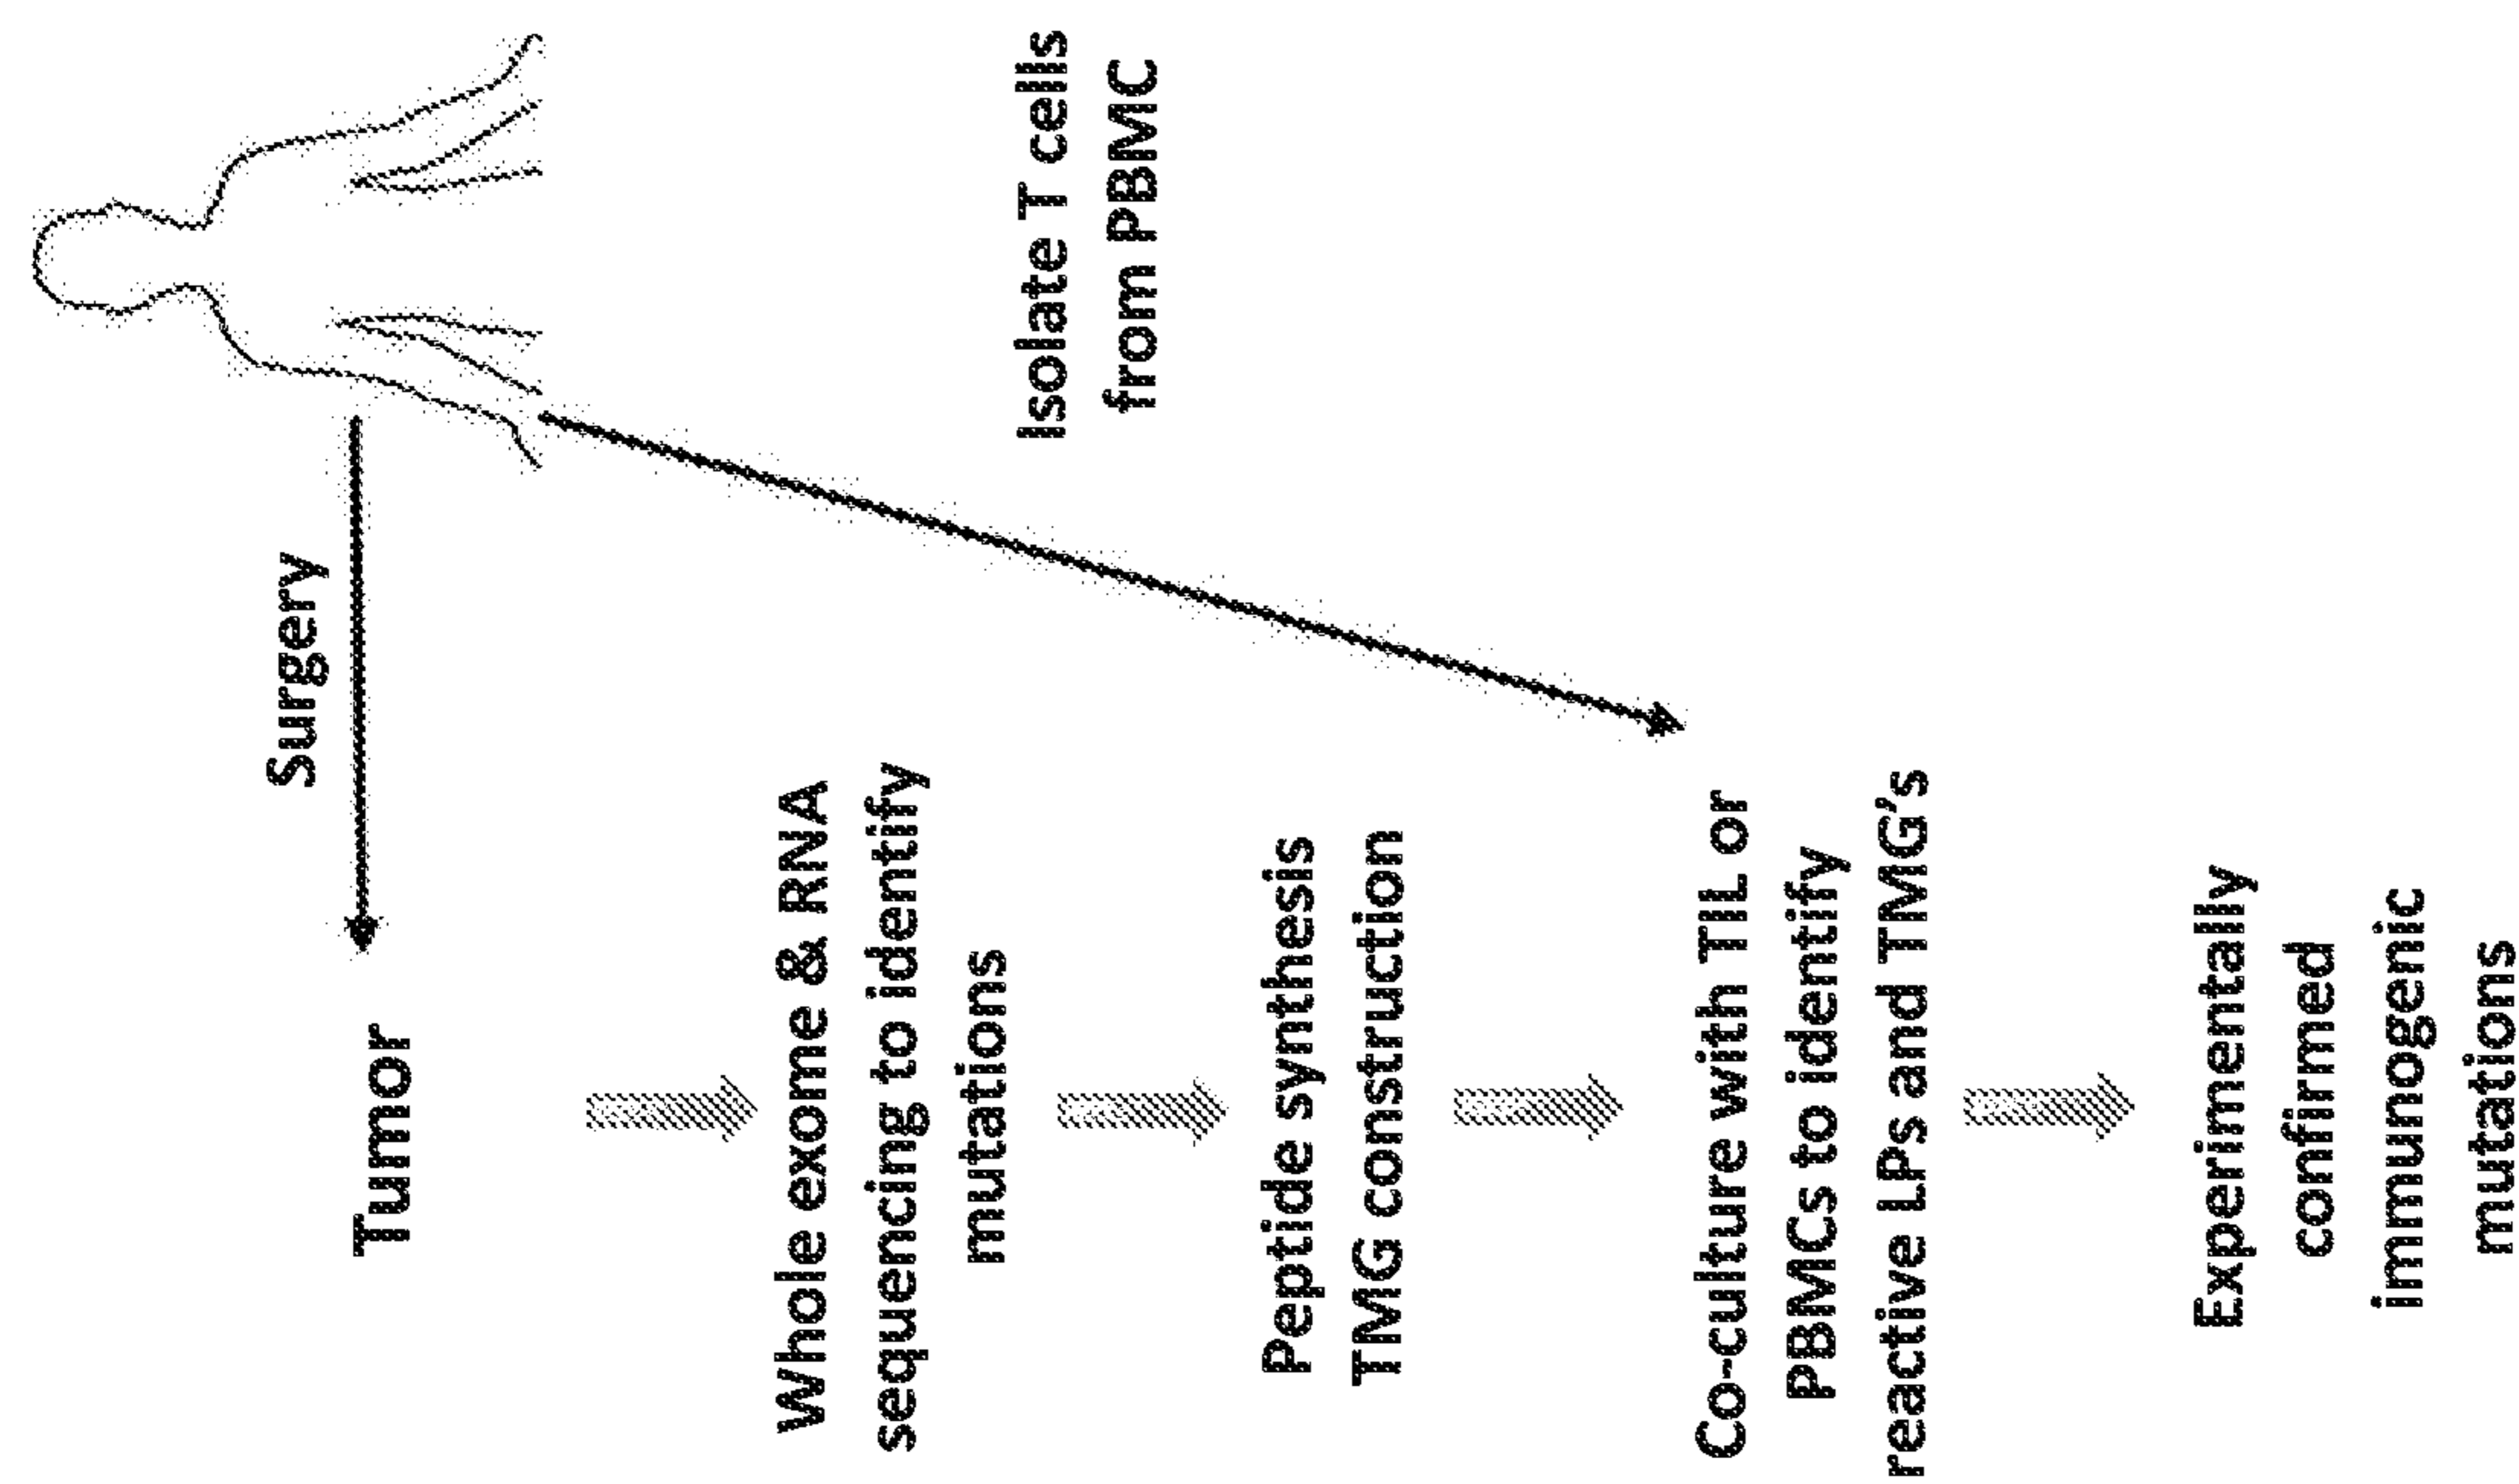 Surgery
Tumor
Whole exome & RNA
sequencing to identify
mutations
Isolate T cells
from PBMC
Peptide synthesis
TMG construction
Co-culture with TIL or
PBMCs to identify
reactive LPs and TMG's
Experimentally
confirmed
immunogenic
mutations